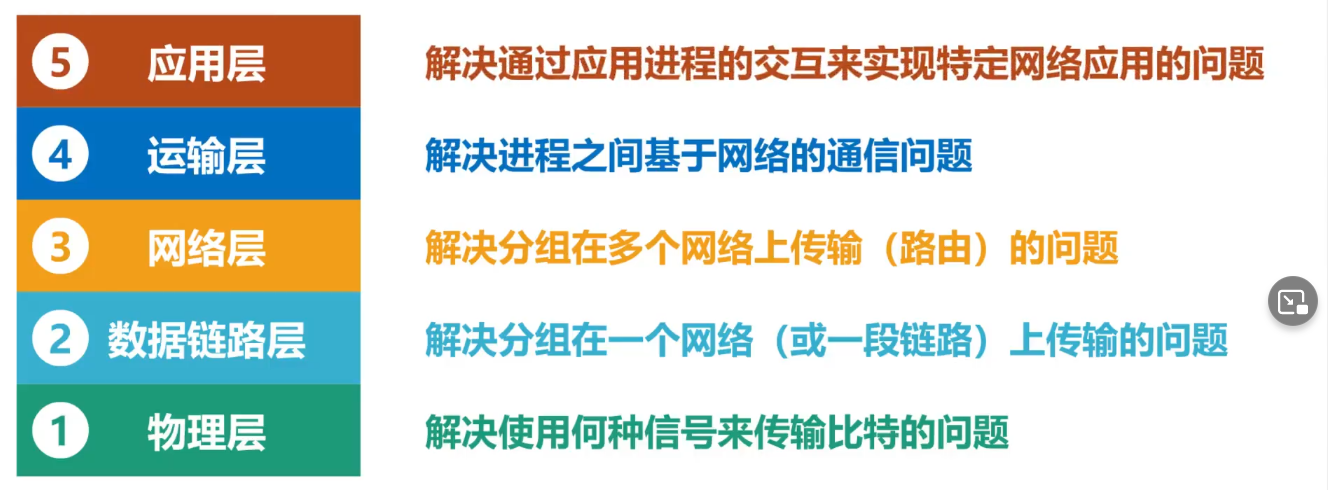 5 应用层 解决通过应用进程的交互来实现特定网络应用的问题
4 运输层 解决进程之间基于网络的通信问题
3 网络层 解决分组在多个网络上传输（路由）的问题
2 数据链路层 解决分组在一个网络（或一段链路）上传输的问题
1 物理层 解决使用何种信号来传输比特的问题